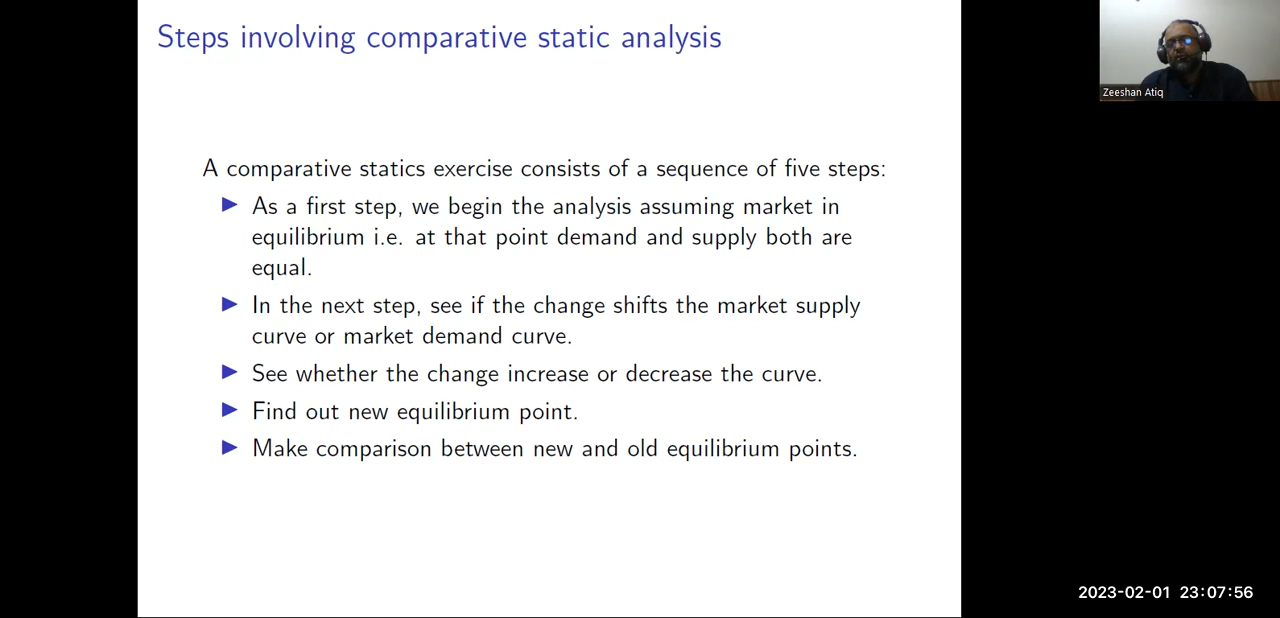 Steps involving comparative static analysis
A comparative statics exercise consists of a sequence of five steps:
As a first step, we begin the analysis assuming market in
equilibrium i.e. at that point demand and supply both are
equal.
In the next step, see if the change shifts the market supply
curve or market demand curve.
See whether the change increase or decrease the curve.
Find out new equilibrium point.
Make comparison between new and old equilibrium points.
Zeeshan Atiq
2023-02-01 23:07:56